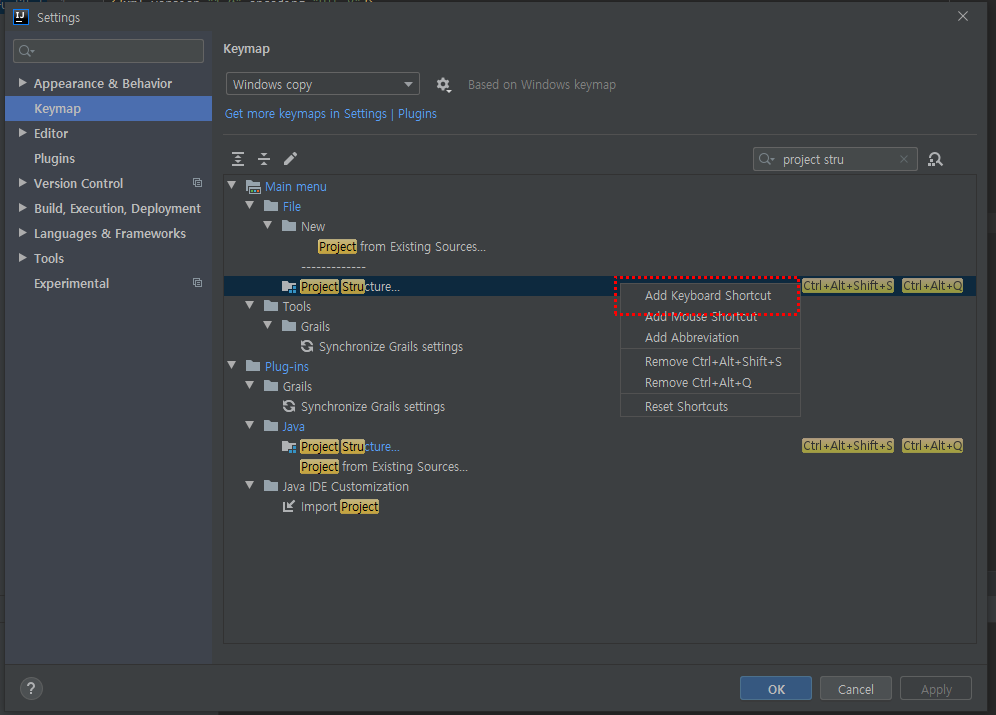 IJ
Settings
Appearance & Behavior
Keymap
Editor
Plugins
Version Control
Build, Execution, Deployment
Languages & Frameworks
Tools
Experimental
Keymap
Windows copy
Based on Windows keymap
Get more keymaps in Settings | Plugins
project stru
Main menu
File
New
Project from Existing Sources...
-------------
Project Structure... Ctrl+Alt+Shift+S Ctrl+Alt+Q
Tools
Grails
Synchronize Grails settings
Plug-ins
Grails
Synchronize Grails settings
Java
Project Structure... Ctrl+Alt+Shift+S Ctrl+Alt+Q
Project from Existing Sources...
Java IDE Customization
Import Project
Add Keyboard Shortcut
Add Mouse Shortcut
Add Abbreviation
Remove Ctrl+Alt+Shift+S
Remove Ctrl+Alt+Q
Reset Shortcuts
?
OK Cancel Apply